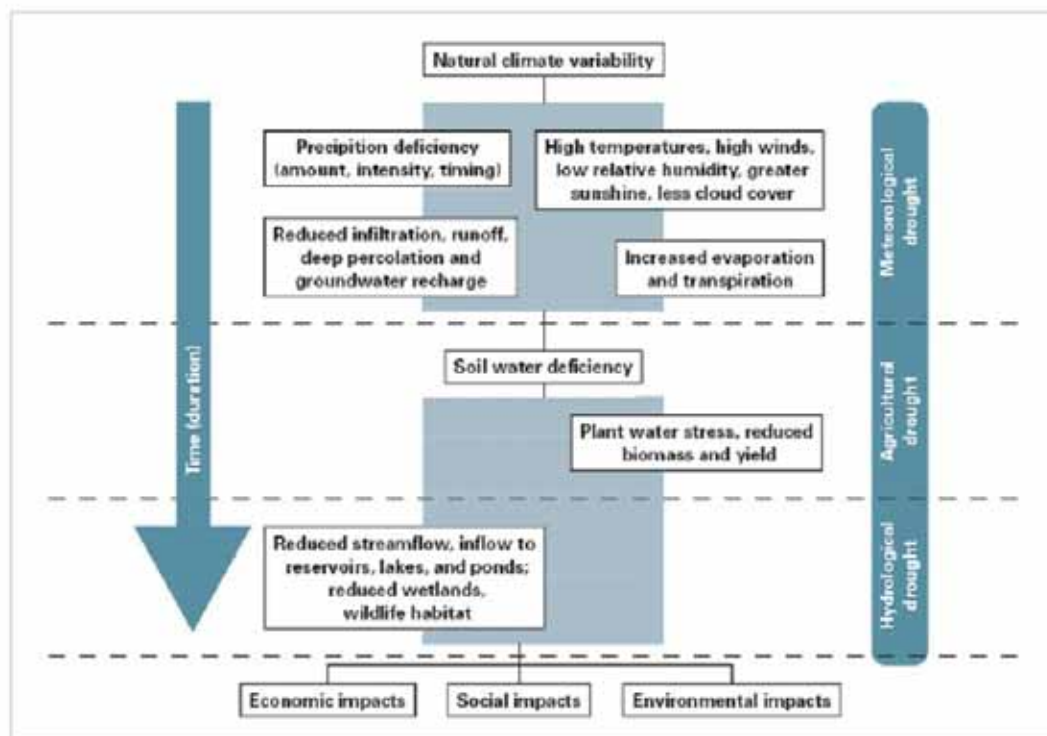 Natural climate variability
Precipition deficiency
(amount, intensity, timing)
High temperatures, high winds,
low relative humidity, greater
sunshine, less cloud cover
Reduced infiltration, runoff,
deep percolation and
groundwater recharge
Increased evaporation
and transpiration
Meteorological
drought
Time (duration)
Soil water deficiency
Plant water stress, reduced
biomass and yield
Agricultural
drought
Reduced streamflow, inflow to
reservoirs, lakes, and ponds;
reduced wetlands,
wildlife habitat
Hydrological
drought
Economic impacts
Social impacts
Environmental impacts